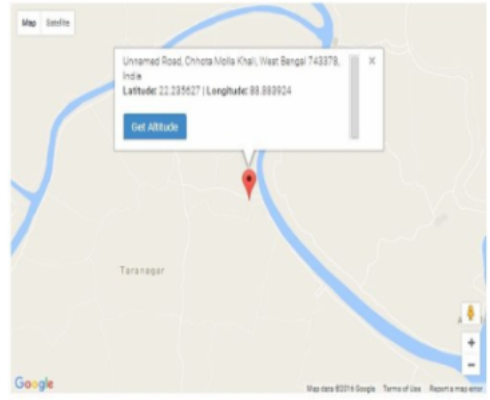 Map Satellite
Unnamed Road, Chhota Molla Khali, West Bengal 743378,
India
Latitude: 22.235627 | Longitude: 88.883924
Get Altitude
Taranagar
Google
Map data ©2016 Google Terms of Use Report a map error